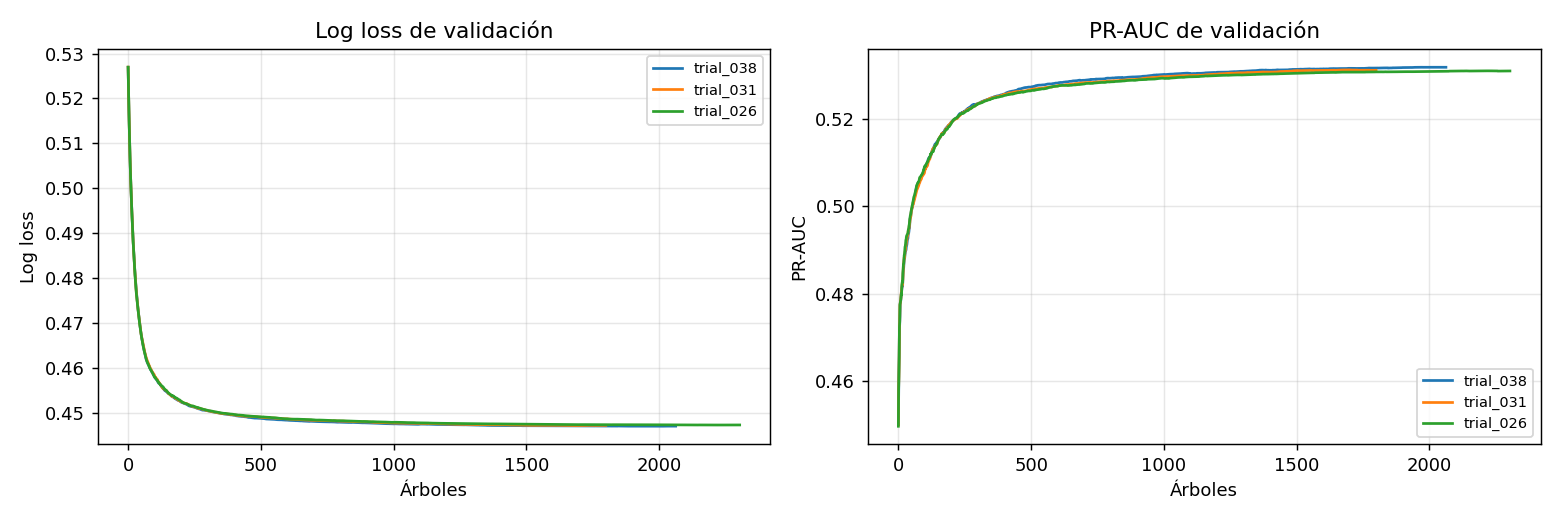 Log loss de validación
0.53
0.52
0.51
0.50
0.49
0.48
0.47
0.46
0.45
Log loss
0
500
1000
1500
2000
Árboles
trial_038
trial_031
trial_026
PR-AUC de validación
0.52
0.50
0.48
0.46
PR-AUC
0
500
1000
1500
2000
Árboles
trial_038
trial_031
trial_026